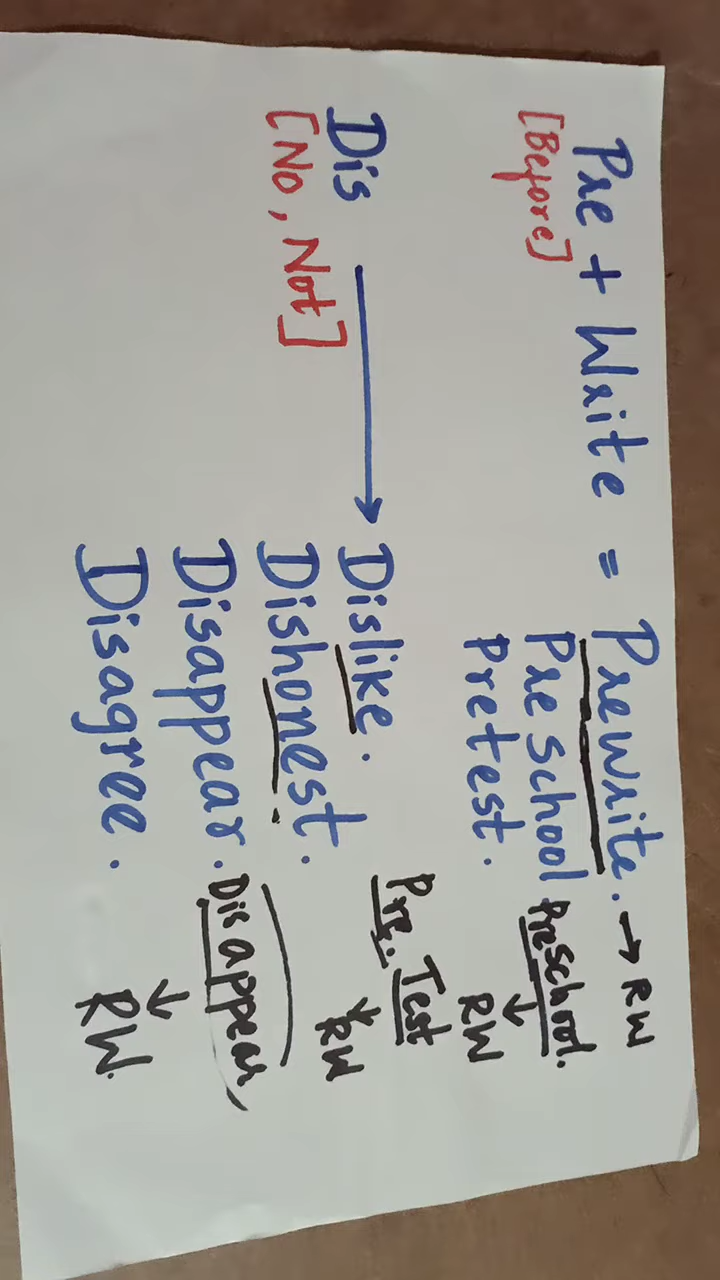 Pre + Write = Prewrite. → RW
[Before]
Preschool PreSchool.
↓
RW
Pretest.
Pre. Test
↓
RW
Dis → Dislike.
[No, Not]
Dishonest.
Disappear. Disappear
↓
RW.
Disagree.